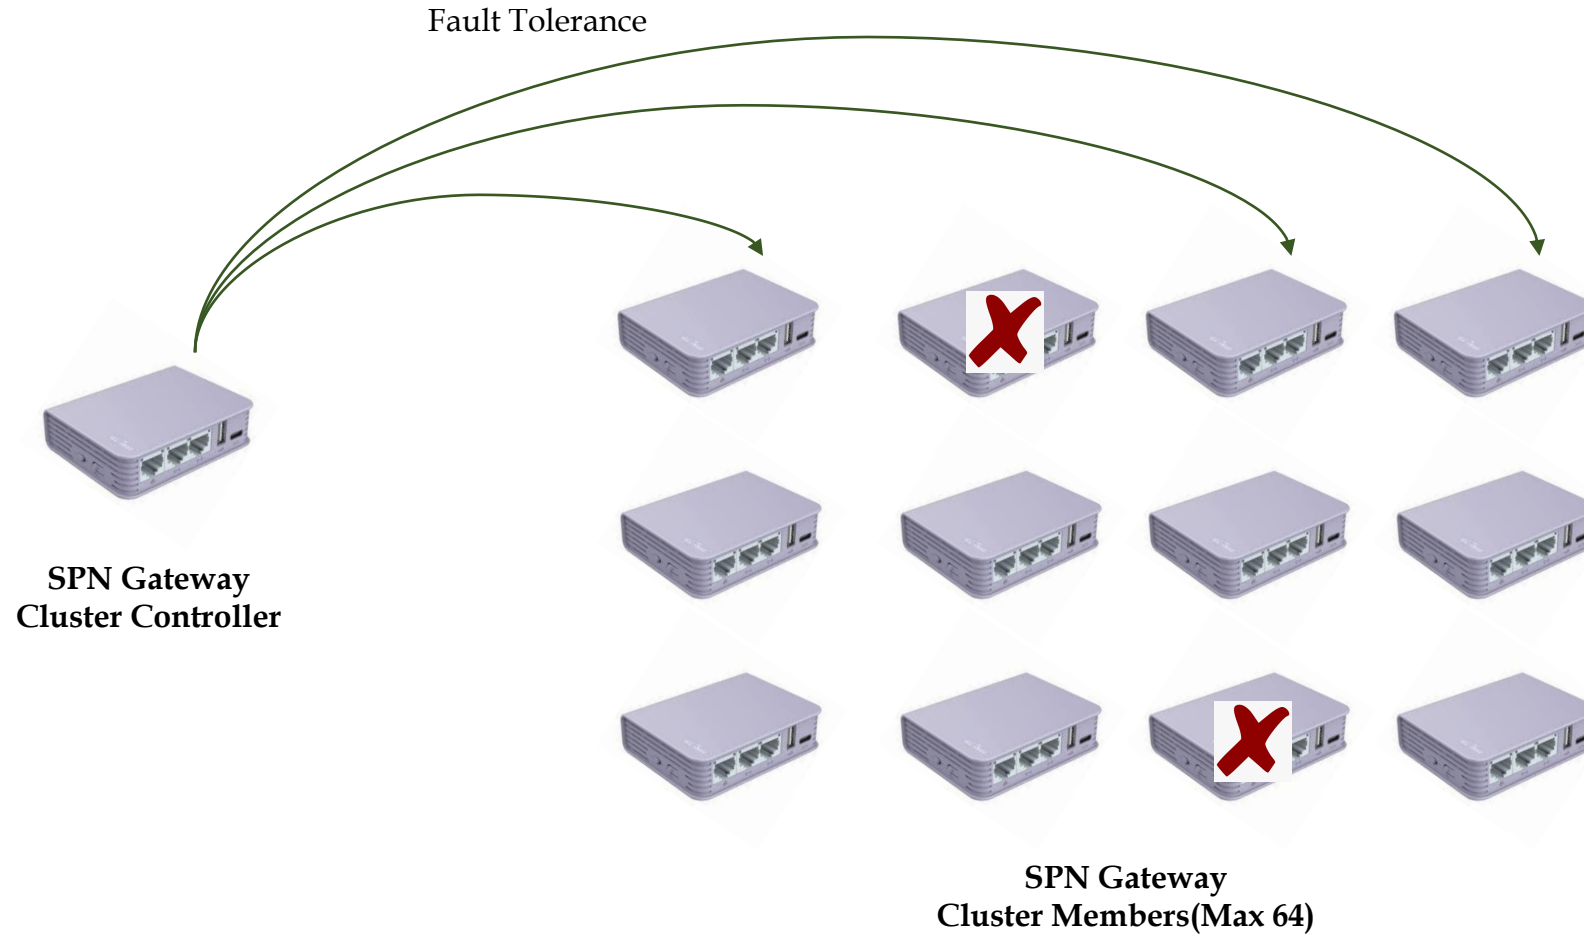 Fault Tolerance
SPN Gateway
Cluster Controller
SPN Gateway
Cluster Members(Max 64)